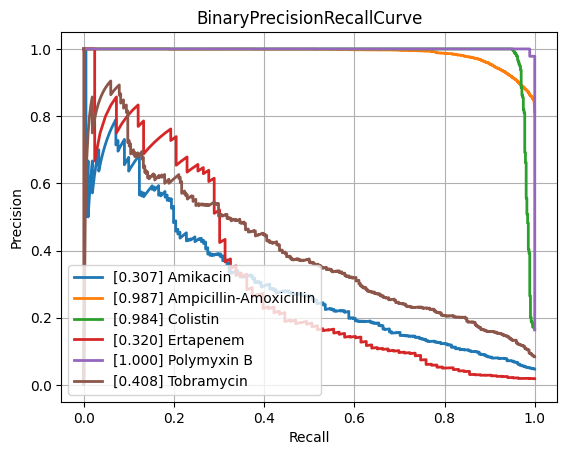 BinaryPrecisionRecallCurve
1.0
0.8
0.6
0.4
0.2
0.0
Precision
[0.307] Amikacin
[0.987] Ampicillin-Amoxicillin
[0.984] Colistin
[0.320] Ertapenem
[1.000] Polymyxin B
[0.408] Tobramycin
0.0 0.2 0.4 0.6 0.8 1.0
Recall